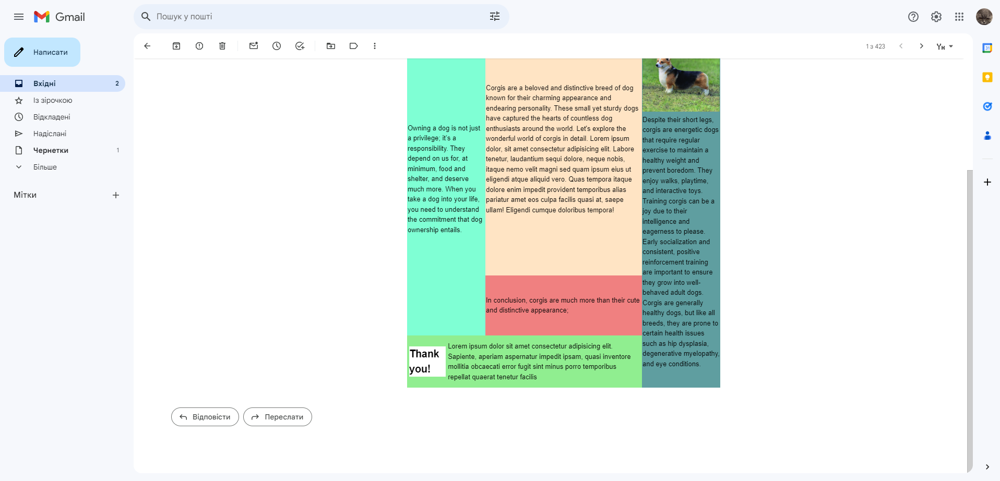 Gmail
Пошук у пошті
Написати
Вхідні 2
Із зірочкою
Відкладені
Надіслані
Чернетки 1
Більше
Мітки
1 з 423
Ун
31
Owning a dog is not just
a privilege; it's a
responsibility. They
depend on us for, at
minimum, food and
shelter, and deserve
much more. When you
take a dog into your life,
you need to understand
the commitment that dog
ownership entails.
Corgis are a beloved and distinctive breed of dog
known for their charming appearance and
endearing personality. These small yet sturdy dogs
have captured the hearts of countless dog
enthusiasts around the world. Let's explore the
wonderful world of corgis in detail. Lorem ipsum
dolor, sit amet consectetur adipisicing elit. Labore
tenetur, laudantium sequi dolore, neque nobis,
itaque nemo velit magni sed quam ipsum eius ut
eligendi atque aliquid vero. Quas tempora itaque
dolore enim impedit provident temporibus alias
pariatur amet eos culpa facilis quasi at, saepe
ullam! Eligendi cumque doloribus tempora!
In conclusion, corgis are much more than their cute
and distinctive appearance;
Despite their short legs,
corgis are energetic dogs
that require regular
exercise to maintain a
healthy weight and
prevent boredom. They
enjoy walks, playtime,
and interactive toys.
Training corgis can be a
joy due to their
intelligence and
eagerness to please.
Early socialization and
consistent, positive
reinforcement training
are important to ensure
they grow into well-
behaved adult dogs.
Corgis are generally
healthy dogs, but like all
breeds, they are prone to
certain health issues
such as hip dysplasia,
degenerative myelopathy,
and eye conditions.
Thank
you!
Lorem ipsum dolor sit amet consectetur adipisicing elit.
Sapiente, aperiam aspernatur impedit ipsam, quasi inventore
mollitia obcaecati error fugit sint minus porro temporibus
repellat quaerat tenetur facilis
Відповісти
Переслати